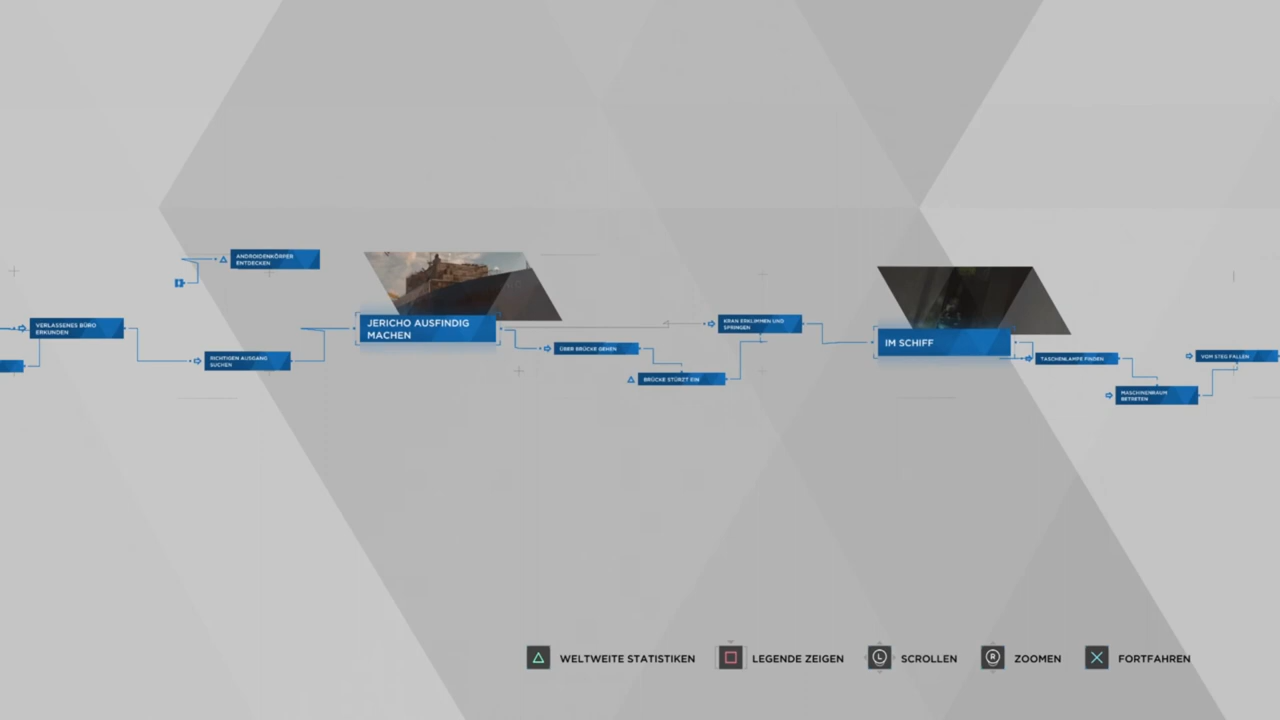 ANDROIDENKÖRPER
ENTDECKEN
VERLASSENES BÜRO
ERKUNDEN
RICHTIGEN AUSGANG
SUCHEN
JERICHO AUSFINDIG
MACHEN
ÜBER BRÜCKE GEHEN
BRÜCKE STÜRZT EIN
KRAN ERKLIMMEN UND
SPRINGEN
IM SCHIFF
TASCHENLAMPE FINDEN
MASCHINENRAUM
BETRETEN
VOM STEG FALLEN
WELTWEITE STATISTIKEN
LEGENDE ZEIGEN
L
SCROLLEN
R
ZOOMEN
FORTFAHREN